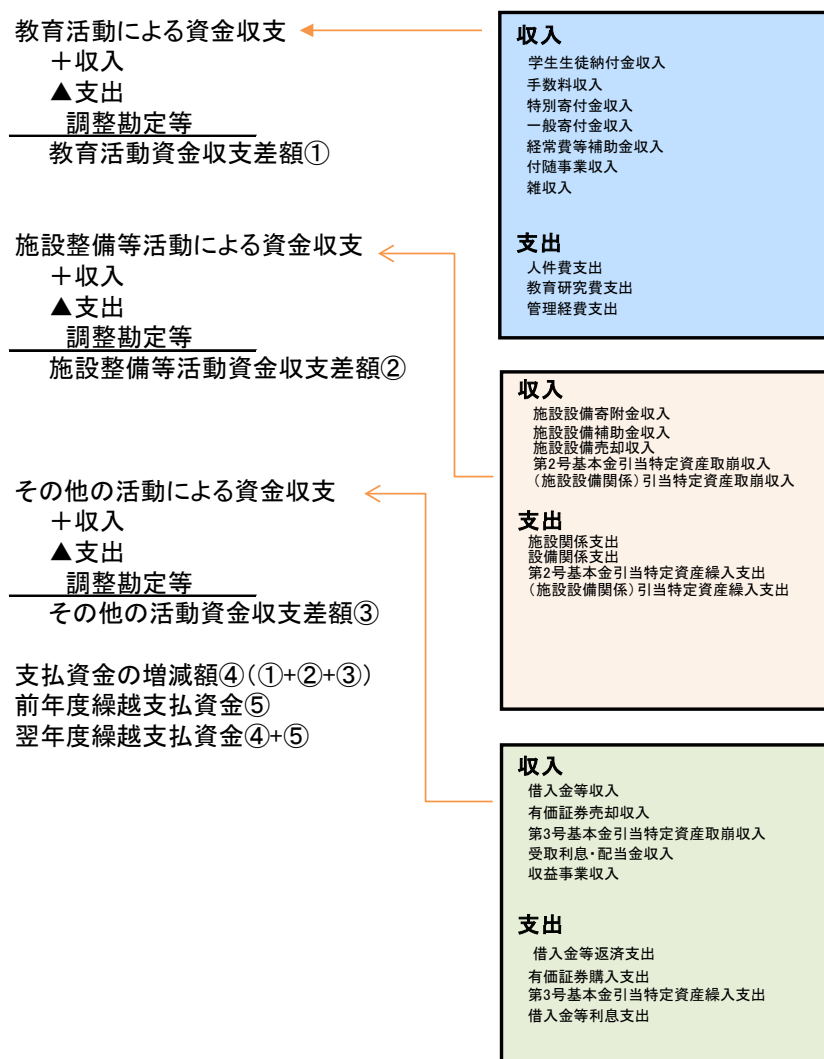 教育活動による資金収支
＋収入
▲支出
調整勘定等
教育活動資金収支差額①
施設整備等活動による資金収支
＋収入
▲支出
調整勘定等
施設整備等活動資金収支差額②
その他の活動による資金収支
＋収入
▲支出
調整勘定等
その他の活動資金収支差額③
支払資金の増減額④（①+②+③）
前年度繰越支払資金⑤
翌年度繰越支払資金④+⑤
収入
学生生徒納付金収入
手数料収入
特別寄付金収入
一般寄付金収入
経常費等補助金収入
付随事業収入
雑収入
支出
人件費支出
教育研究費支出
管理経費支出
収入
施設設備寄附金収入
施設設備補助金収入
施設設備売却収入
第2号基本金引当特定資産取崩収入
（施設設備関係）引当特定資産取崩収入
支出
施設関係支出
設備関係支出
第2号基本金引当特定資産繰入支出
（施設設備関係）引当特定資産繰入支出
収入
借入金等収入
有価証券売却収入
第3号基本金引当特定資産取崩収入
受取利息・配当金収入
収益事業収入
支出
借入金等返済支出
有価証券購入支出
第3号基本金引当特定資産繰入支出
借入金等利息支出